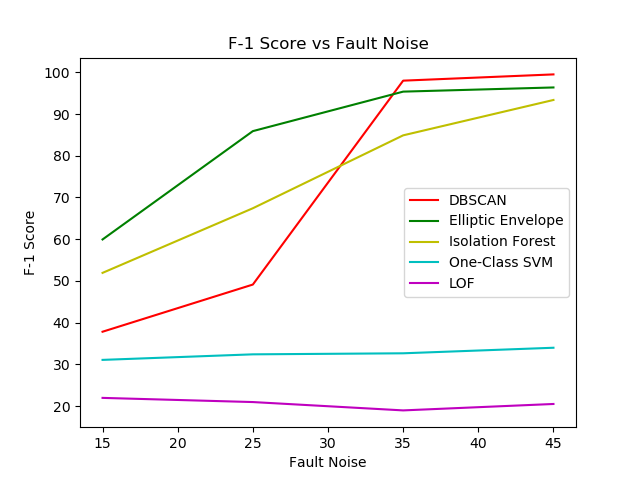 F-1 Score vs Fault Noise
F-1 Score
100
90
80
70
60
50
40
30
20
DBSCAN
Elliptic Envelope
Isolation Forest
One-Class SVM
LOF
15 20 25 30 35 40 45
Fault Noise